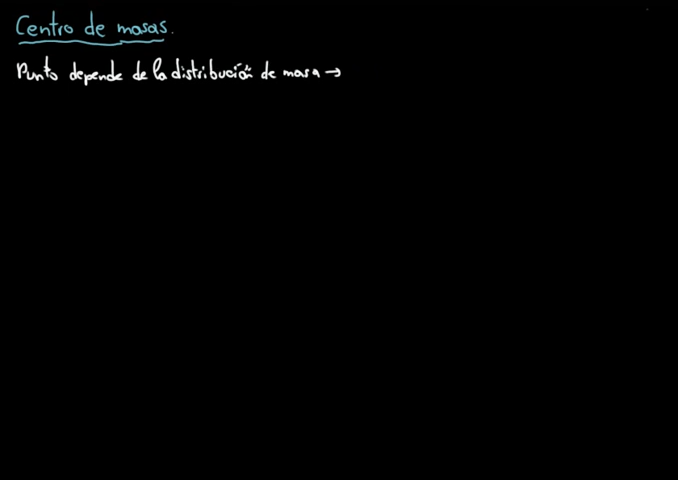 Centro de masas.
Punto depende de la distribución de masa →